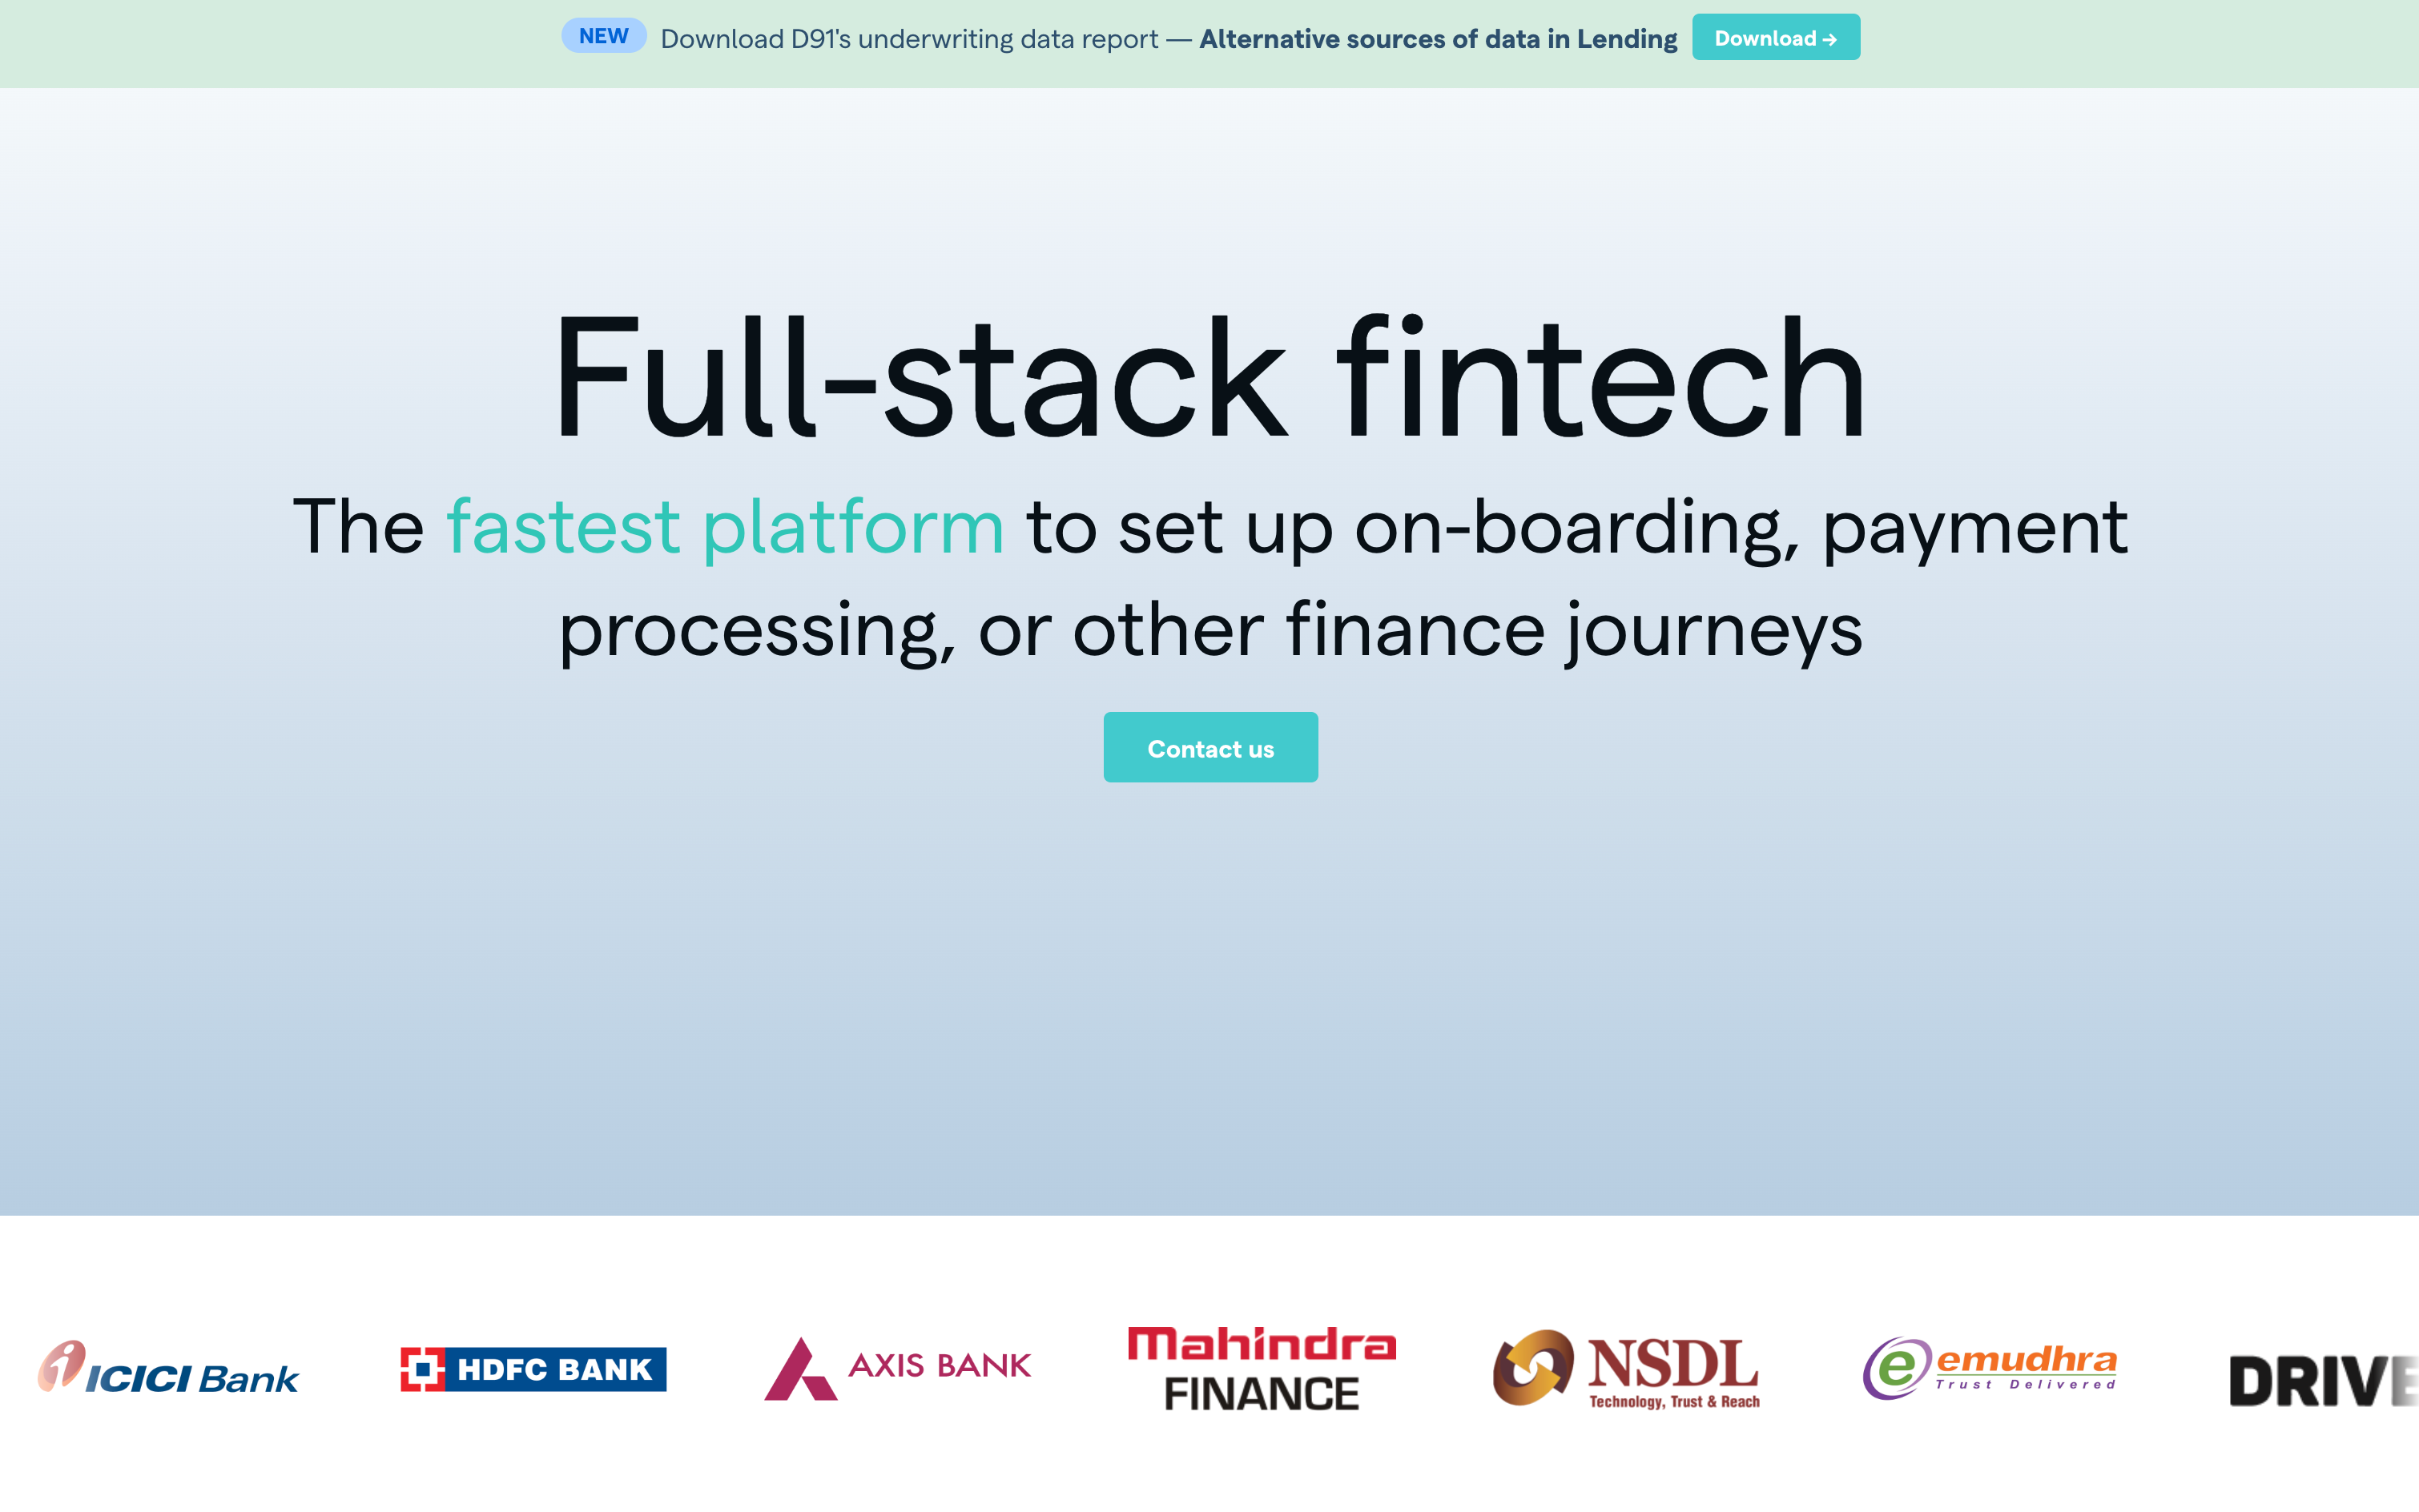 NEW Download D91's underwriting data report — Alternative sources of data in Lending Download →
Full-stack fintech
The fastest platform to set up on-boarding, payment
processing, or other finance journeys
Contact us
i ICICI Bank
HDFC BANK
AXIS BANK
Mahindra
FINANCE
NSDL
Technology, Trust & Reach
e emudhra
Trust Delivered
DRIVE